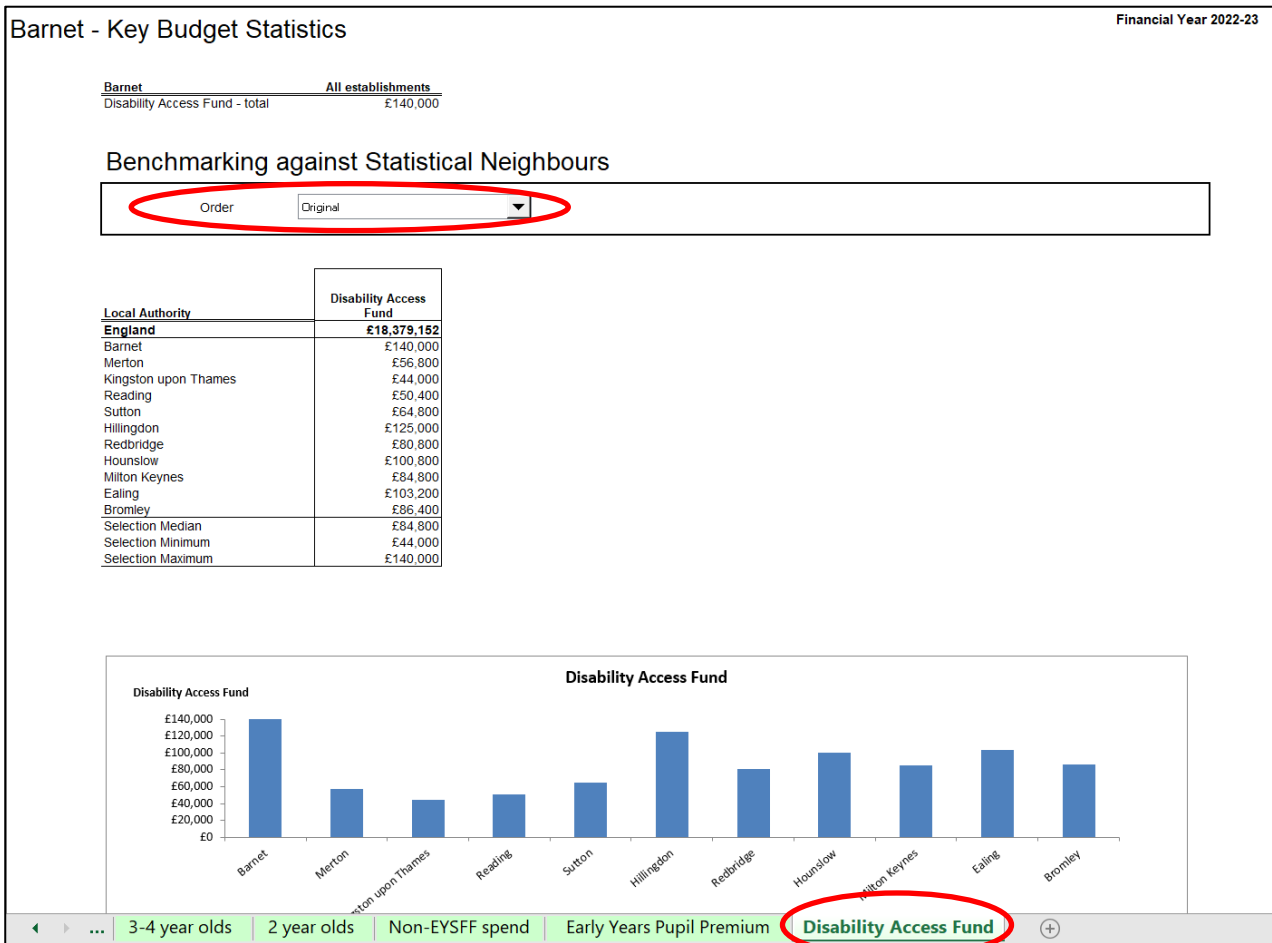 Barnet - Key Budget Statistics
Financial Year 2022-23
Barnet All establishments
Disability Access Fund - total £140,000
Benchmarking against Statistical Neighbours
Order Original
Disability Access
Local Authority Fund
England £18,379,152
Barnet £140,000
Merton £56,800
Kingston upon Thames £44,000
Reading £50,400
Sutton £64,800
Hillingdon £125,000
Redbridge £80,800
Hounslow £100,800
Milton Keynes £84,800
Ealing £103,200
Bromley £86,400
Selection Median £84,800
Selection Minimum £44,000
Selection Maximum £140,000
Disability Access Fund
Disability Access Fund
£140,000
£120,000
£100,000
£80,000
£60,000
£40,000
£20,000
£0
Barnet
Merton
upon Thames
Reading
Sutton
Hillingdon
Redbridge
Hounslow
Milton Keynes
Ealing
Bromley
... 3-4 year olds 2 year olds Non-EYSFF spend Early Years Pupil Premium Disability Access Fund